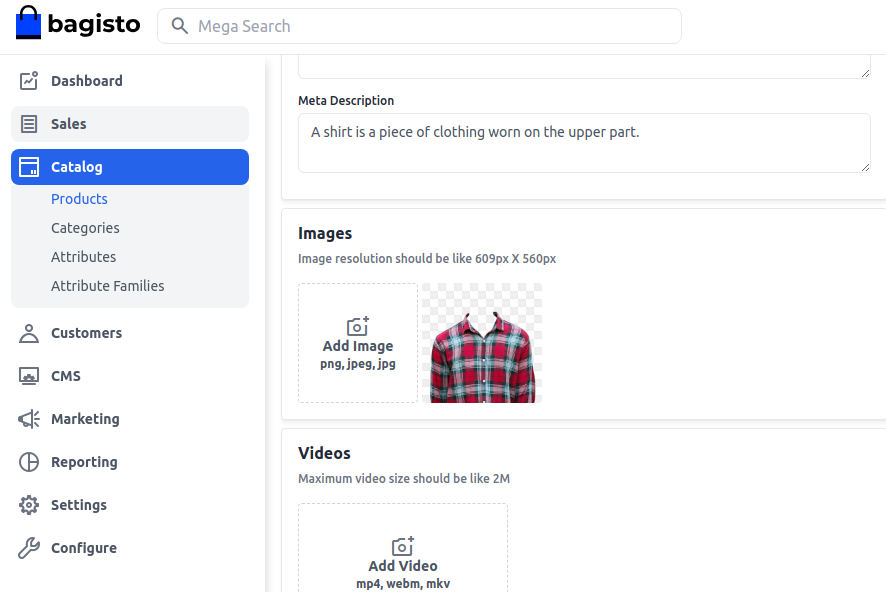 bagisto
Mega Search
Dashboard
Sales
Catalog
Products
Categories
Attributes
Attribute Families
Customers
CMS
Marketing
Reporting
Settings
Configure
Meta Description
A shirt is a piece of clothing worn on the upper part.
Images
Image resolution should be like 609px X 560px
Add Image
png, jpeg, jpg
Videos
Maximum video size should be like 2M
Add Video
mp4, webm, mkv